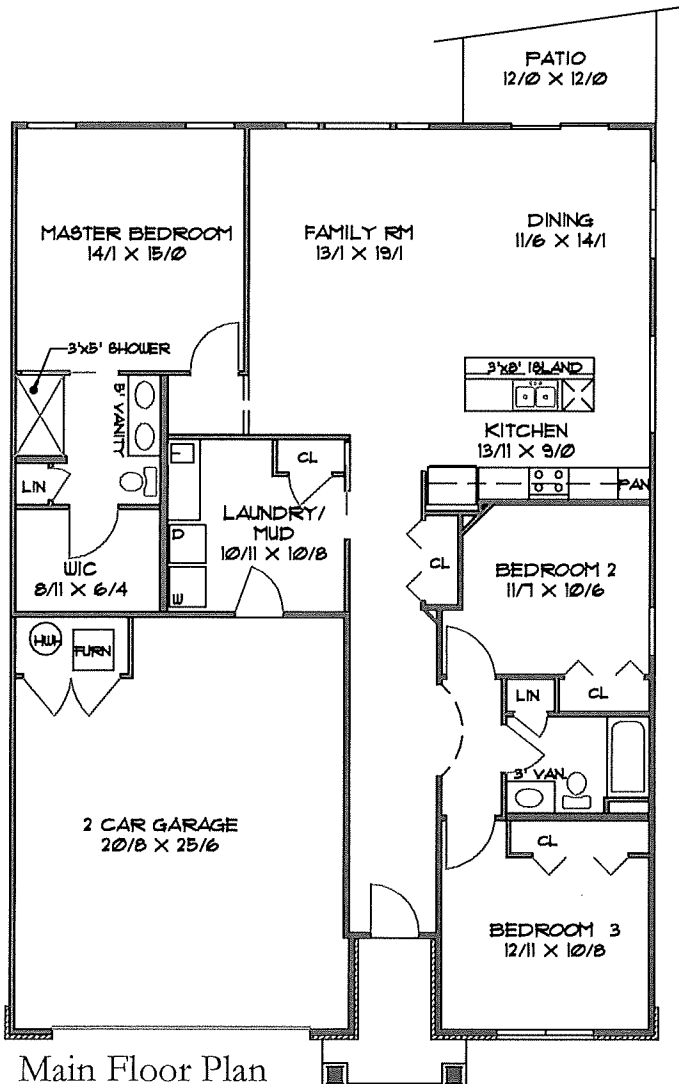 PATIO
12/0 X 12/0
MASTER BEDROOM
14/1 X 15/0
FAMILY RM
13/1 X 19/1
DINING
11/6 X 14/1
3'x5' SHOWER
5' VANITY
3'x8' ISLAND
KITCHEN
13/11 X 9/0
PAN
LIN
CL
LAUNDRY/
MUD
10/11 X 10/8
D
W
WIC
8/11 X 6/4
CL
BEDROOM 2
11/7 X 10/6
HWH
FURN
LIN
CL
3' VAN.
2 CAR GARAGE
20/8 X 25/6
CL
BEDROOM 3
12/11 X 10/8
Main Floor Plan